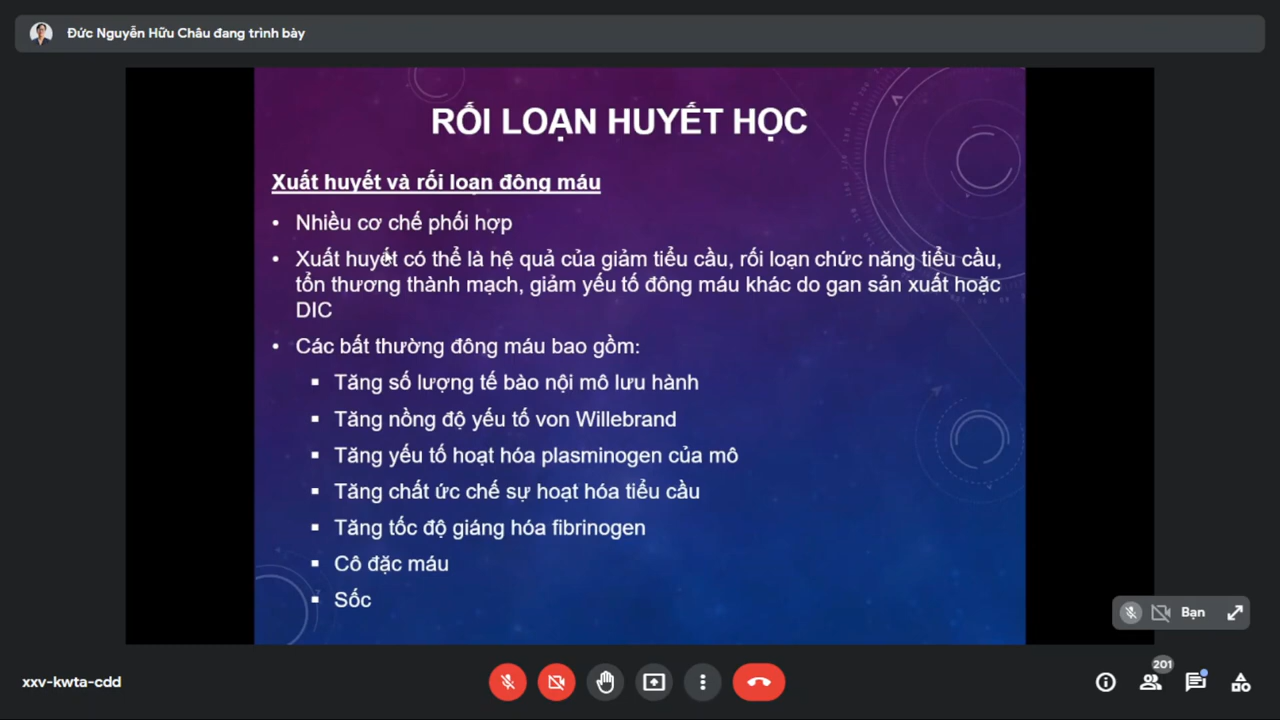 Đức Nguyễn Hữu Châu đang trình bày
RỐI LOẠN HUYẾT HỌC
Xuất huyết và rối loạn đông máu
• Nhiều cơ chế phối hợp
• Xuất huyết có thể là hệ quả của giảm tiểu cầu, rối loạn chức năng tiểu cầu,
tổn thương thành mạch, giảm yếu tố đông máu khác do gan sản xuất hoặc
DIC
• Các bất thường đông máu bao gồm:
▪ Tăng số lượng tế bào nội mô lưu hành
▪ Tăng nồng độ yếu tố von Willebrand
▪ Tăng yếu tố hoạt hóa plasminogen của mô
▪ Tăng chất ức chế sự hoạt hóa tiểu cầu
▪ Tăng tốc độ giáng hóa fibrinogen
▪ Cô đặc máu
▪ Sốc
Bạn
xxv-kwta-cdd
201